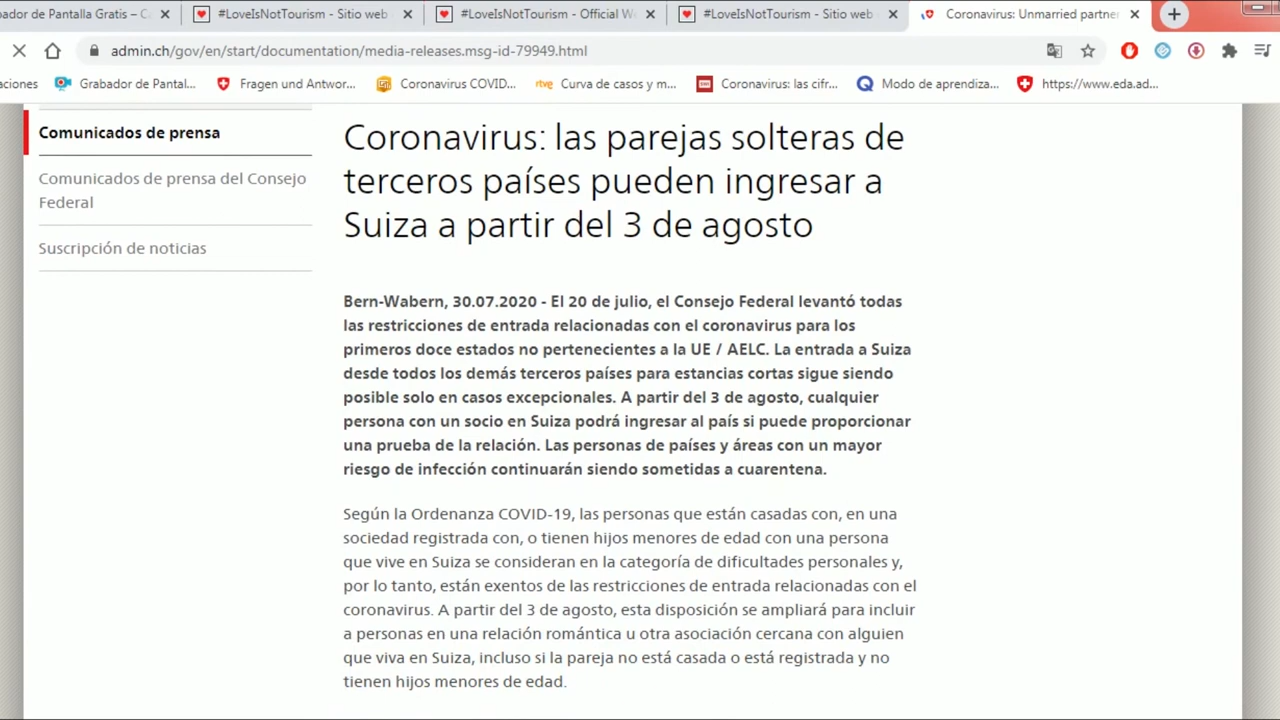 dor de Pantalla Gratis – C
#LoveIsNotTourism - Sitio web
#LoveIsNotTourism - Official W
#LoveIsNotTourism - Sitio web
Coronavirus: Unmarried partne
admin.ch/gov/en/start/documentation/media-releases.msg-id-79949.html
aciones
Grabador de Pantal...
Fragen und Antwor...
Coronavirus COVID...
rtve
Curva de casos y m...
Coronavirus: las cifr...
Modo de aprendiza...
https://www.eda.ad...
Comunicados de prensa
Comunicados de prensa del Consejo
Federal
Suscripción de noticias
Coronavirus: las parejas solteras de
terceros países pueden ingresar a
Suiza a partir del 3 de agosto
Bern-Wabern, 30.07.2020 - El 20 de julio, el Consejo Federal levantó todas
las restricciones de entrada relacionadas con el coronavirus para los
primeros doce estados no pertenecientes a la UE / AELC. La entrada a Suiza
desde todos los demás terceros países para estancias cortas sigue siendo
posible solo en casos excepcionales. A partir del 3 de agosto, cualquier
persona con un socio en Suiza podrá ingresar al país si puede proporcionar
una prueba de la relación. Las personas de países y áreas con un mayor
riesgo de infección continuarán siendo sometidas a cuarentena.
Según la Ordenanza COVID-19, las personas que están casadas con, en una
sociedad registrada con, o tienen hijos menores de edad con una persona
que vive en Suiza se consideran en la categoría de dificultades personales y,
por lo tanto, están exentos de las restricciones de entrada relacionadas con el
coronavirus. A partir del 3 de agosto, esta disposición se ampliará para incluir
a personas en una relación romántica u otra asociación cercana con alguien
que viva en Suiza, incluso si la pareja no está casada o está registrada y no
tienen hijos menores de edad.